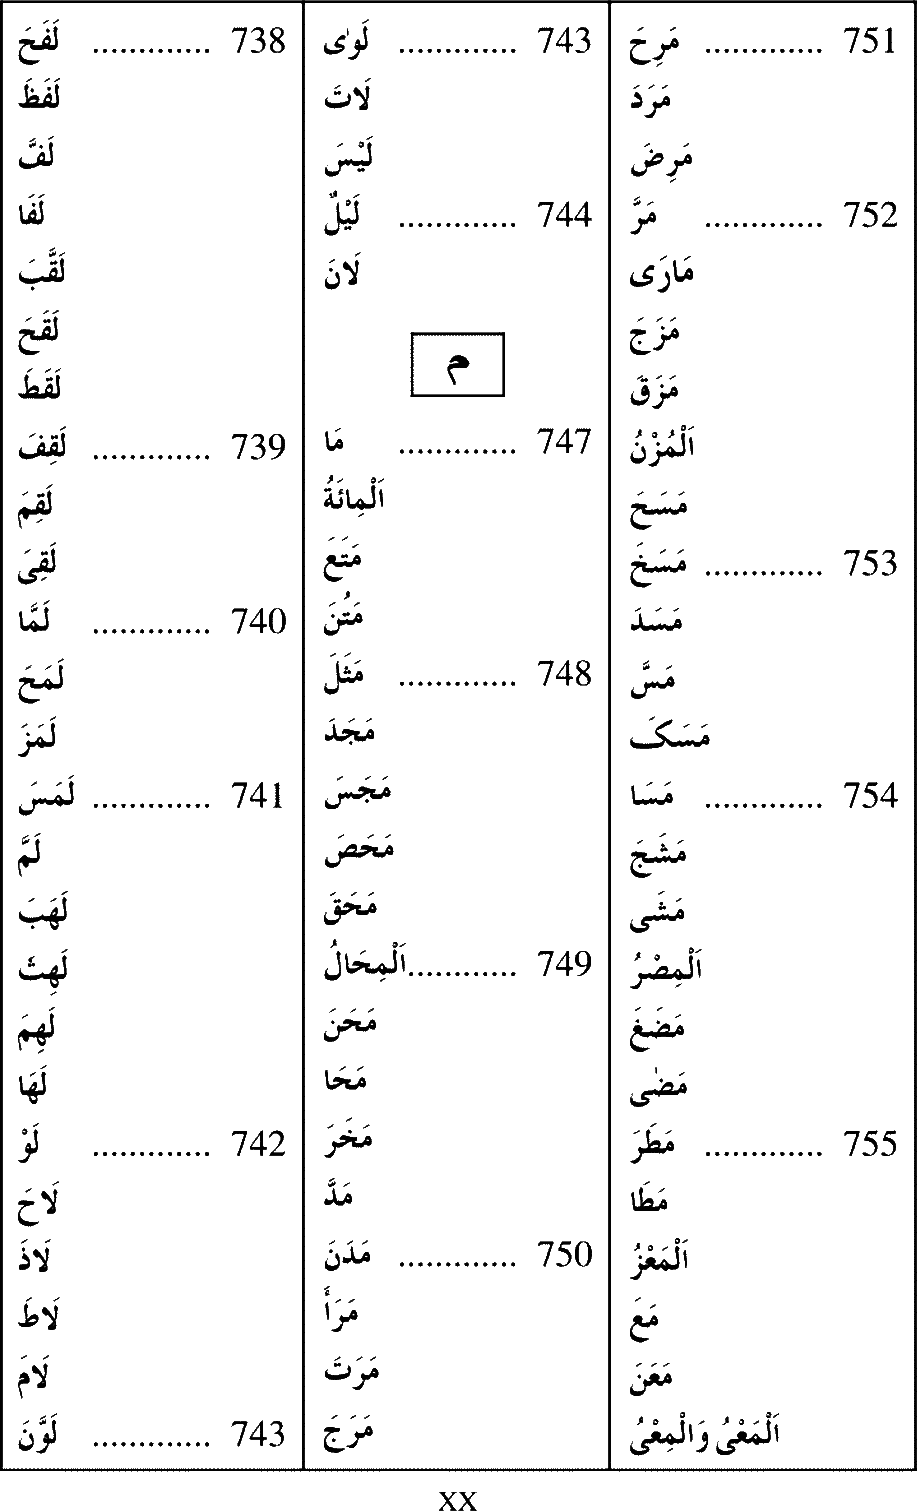 لَفَحَ ............. 738
لَفَظَ
لَفَّ
لَفَا
لَقَّبَ
لَقَحَ
لَقَطَ
لَقِفَ ............. 739
لَقِمَ
لَقِىَ
لَمَّا ............. 740
لَمَحَ
لَمَزَ
لَمَسَ ............. 741
لَمَّ
لَهَبَ
لَهِثَ
لَهِمَ
لَهَا
لَوْ ............. 742
لَاحَ
لَاذَ
لَاطَ
لَامَ
لَوَّنَ ............. 743
لَوٰى ............. 743
لَاتَ
لَيْسَ
لَيْلٌ ............. 744
لَانَ
م
مَا ............. 747
اَلْمِائَةُ
مَتَعَ
مَتُنَ
مَثَلَ ............. 748
مَجَدَ
مَجَسَ
مَحَصَ
مَحَقَ
اَلْمِحَالُ ............ 749
مَحَنَ
مَحَا
مَخَرَ
مَدَّ
مَدَنَ ............. 750
مَرَأَ
مَرَتَ
مَرَجَ
مَرِحَ ............. 751
مَرَدَ
مَرِضَ
مَرَّ ............. 752
مَارَى
مَزَجَ
مَزَقَ
اَلْمُزْنُ
مَسَحَ
مَسَخَ ............. 753
مَسَدَ
مَسَّ
مَسَکَ
مَسَا ............. 754
مَشَجَ
مَشَى
اَلْمِصْرُ
مَضَغَ
مَضٰى
مَطَرَ ............. 755
مَطَا
اَلْمَعْزُ
مَعَ
مَعَنَ
اَلْمَعْىُ وَالْمِعْىُ
XX